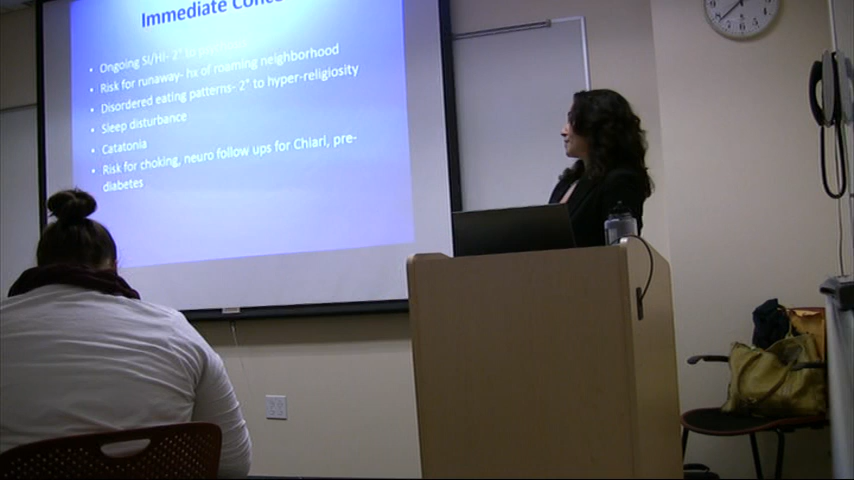 Immediate
• Ongoing SI/HI- 2° to
• Risk for runaway- hx of roaming neighborhood
• Disordered eating patterns- 2° to hyper-religiosity
• Sleep disturbance
• Catatonia
• Risk for choking, neuro follow ups for Chiari, pre-
diabetes